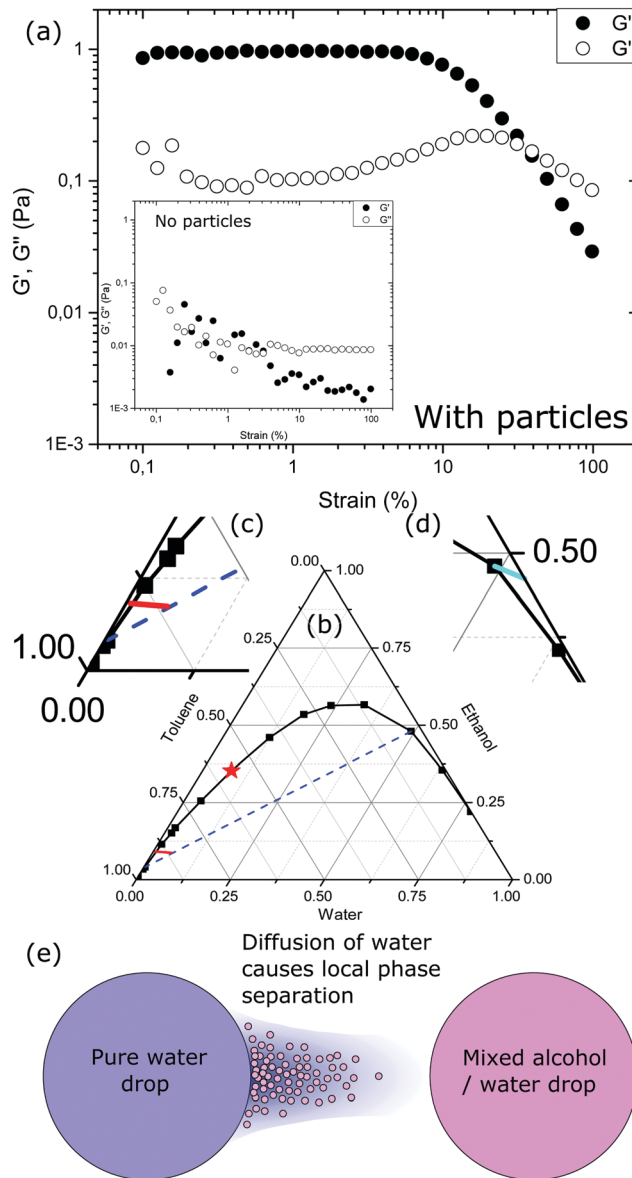 (a)
G'
G'
G', G'' (Pa)
1
0,1
0,01
1E-3
0,1
1
10
100
Strain (%)
With particles
No particles
G'
G''
G', G'' (Pa)
1
0,1
0,01
1E-3
0,1
1
10
100
Strain (%)
(c)
1.00
0.00
(d)
0.50
(b)
0.00
1.00
0.25
0.75
Toluene
Ethanol
0.50
0.50
0.75
0.25
1.00
0.00
0.00
0.25
0.50
0.75
1.00
Water
(e)
Diffusion of water
causes local phase
separation
Pure water
drop
Mixed alcohol
/ water drop